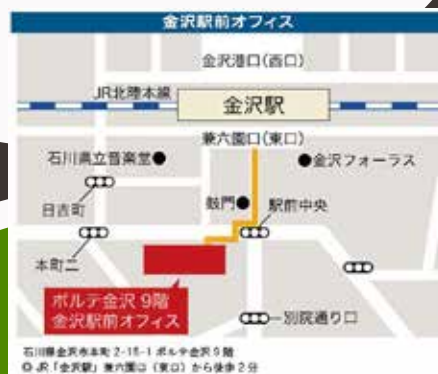 金沢駅前オフィス
金沢港口(西口)
JR北陸本線
金沢駅
兼六園口(東口)
石川県立音楽堂
金沢フォーラス
日吉町
鼓門
駅前中央
本町二
ポルテ金沢 9階
金沢駅前オフィス
別院通り口
石川県金沢市本町 2-15-1 ポルテ金沢 9 階
◎ JR「金沢駅」兼六園口（東口）から徒歩 2 分